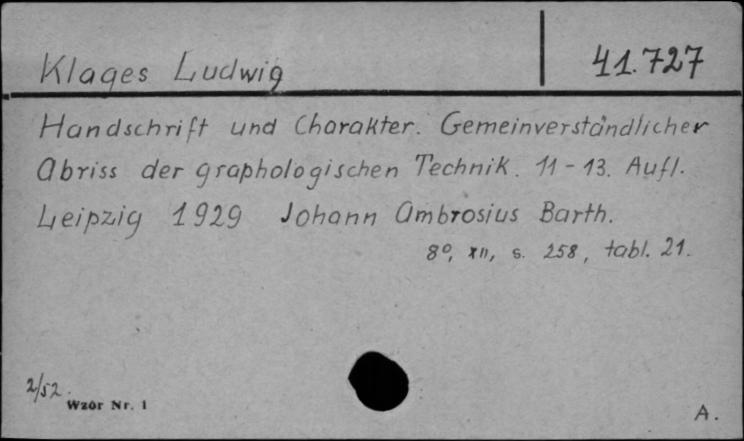 Klages Ludwig
41.727
Handschrift und Charakter. Gemeinverständlicher
Abriss der graphologischen Technik. 11-13. Aufl.
Leipzig 1929 Johann Ambrosius Barth.
8º, XII, s. 258, tabl. 21.
2/52.
Wzór Nr. 1
A.